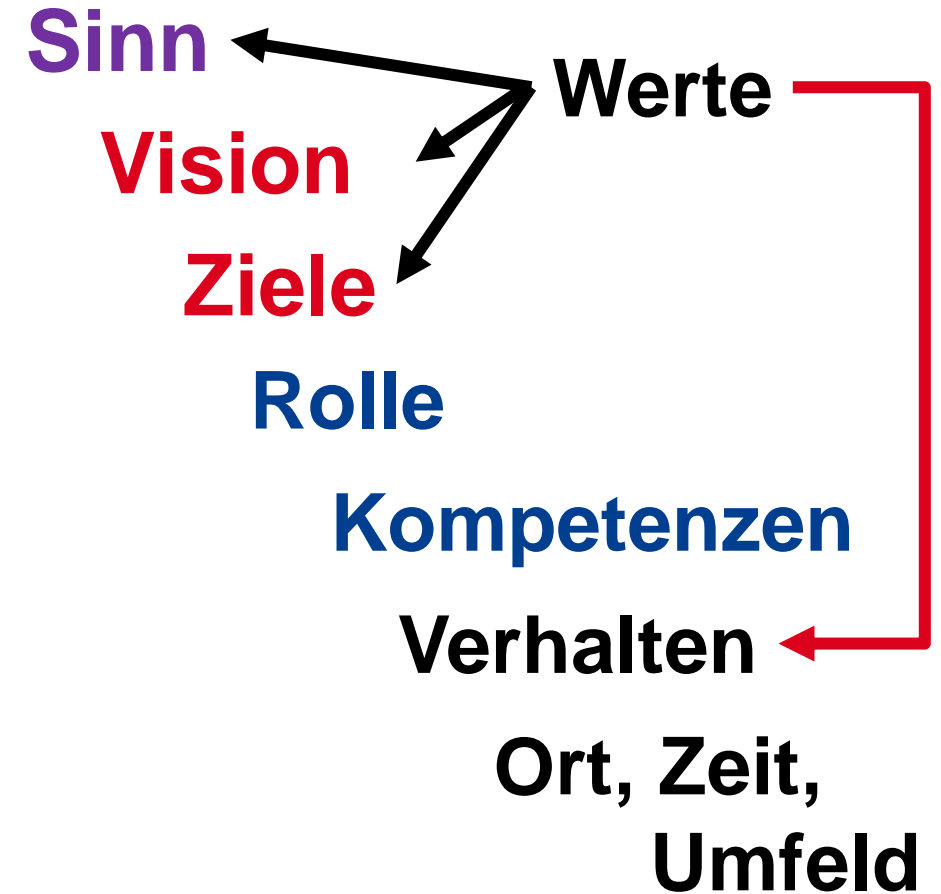 Sinn
Werte
Vision
Ziele
Rolle
Kompetenzen
Verhalten
Ort, Zeit,
Umfeld